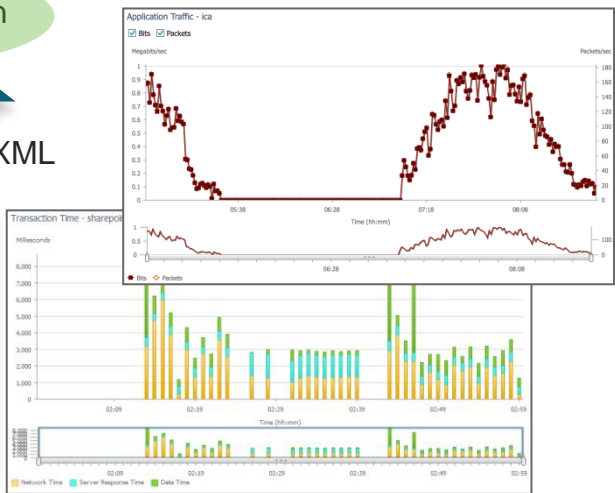 n
XML
Application Traffic - ica
Bits Packets
Megabits/sec Packets/sec
1
0.9
0.8
0.7
0.6
0.5
0.4
0.3
0.2
0.1
0
180
160
140
120
100
80
60
40
20
0
05:38 06:28 07:18 08:08
Time (hh:mm)
1
0.5
0
100
0
06:28 08:08
Bits Packets
Transaction Time - sharepoi
Milliseconds
8,000
7,000
6,000
5,000
4,000
3,000
2,000
1,000
0
02:09 02:19 02:29 02:39 02:49 02:59
Time (hh:mm)
02:09 02:19 02:29 02:39 02:49 02:59
Network Time Server Response Time Data Time